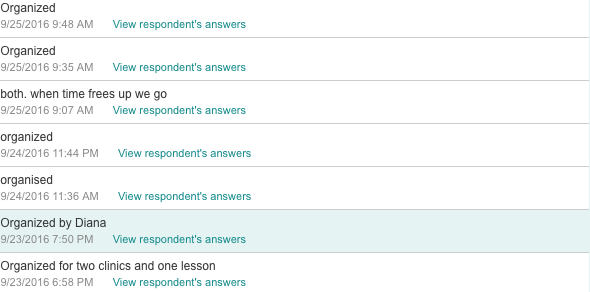 Organized
9/25/2016 9:48 AM View respondent's answers
Organized
9/25/2016 9:35 AM View respondent's answers
both. when time frees up we go
9/25/2016 9:07 AM View respondent's answers
organized
9/24/2016 11:44 PM View respondent's answers
organised
9/24/2016 11:36 AM View respondent's answers
Organized by Diana
9/23/2016 7:50 PM View respondent's answers
Organized for two clinics and one lesson
9/23/2016 6:58 PM View respondent's answers